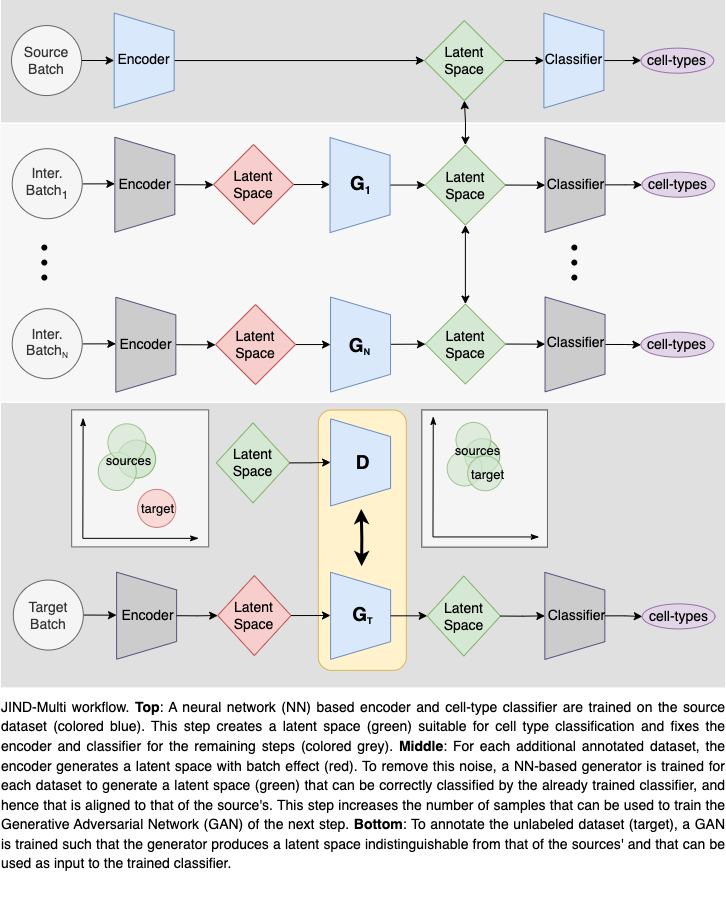 Source
Batch
Encoder
Latent
Space
Classifier
cell-types
Inter.
Batch1
Encoder
Latent
Space
G1
Latent
Space
Classifier
cell-types
Inter.
BatchN
Encoder
Latent
Space
GN
Latent
Space
Classifier
cell-types
sources
target
Latent
Space
D
sources
target
Target
Batch
Encoder
Latent
Space
GT
Latent
Space
Classifier
cell-types
JIND-Multi workflow. Top: A neural network (NN) based encoder and cell-type classifier are trained on the source
dataset (colored blue). This step creates a latent space (green) suitable for cell type classification and fixes the
encoder and classifier for the remaining steps (colored grey). Middle: For each additional annotated dataset, the
encoder generates a latent space with batch effect (red). To remove this noise, a NN-based generator is trained for
each dataset to generate a latent space (green) that can be correctly classified by the already trained classifier, and
hence that is aligned to that of the source's. This step increases the number of samples that can be used to train the
Generative Adversarial Network (GAN) of the next step. Bottom: To annotate the unlabeled dataset (target), a GAN
is trained such that the generator produces a latent space indistinguishable from that of the sources' and that can be
used as input to the trained classifier.